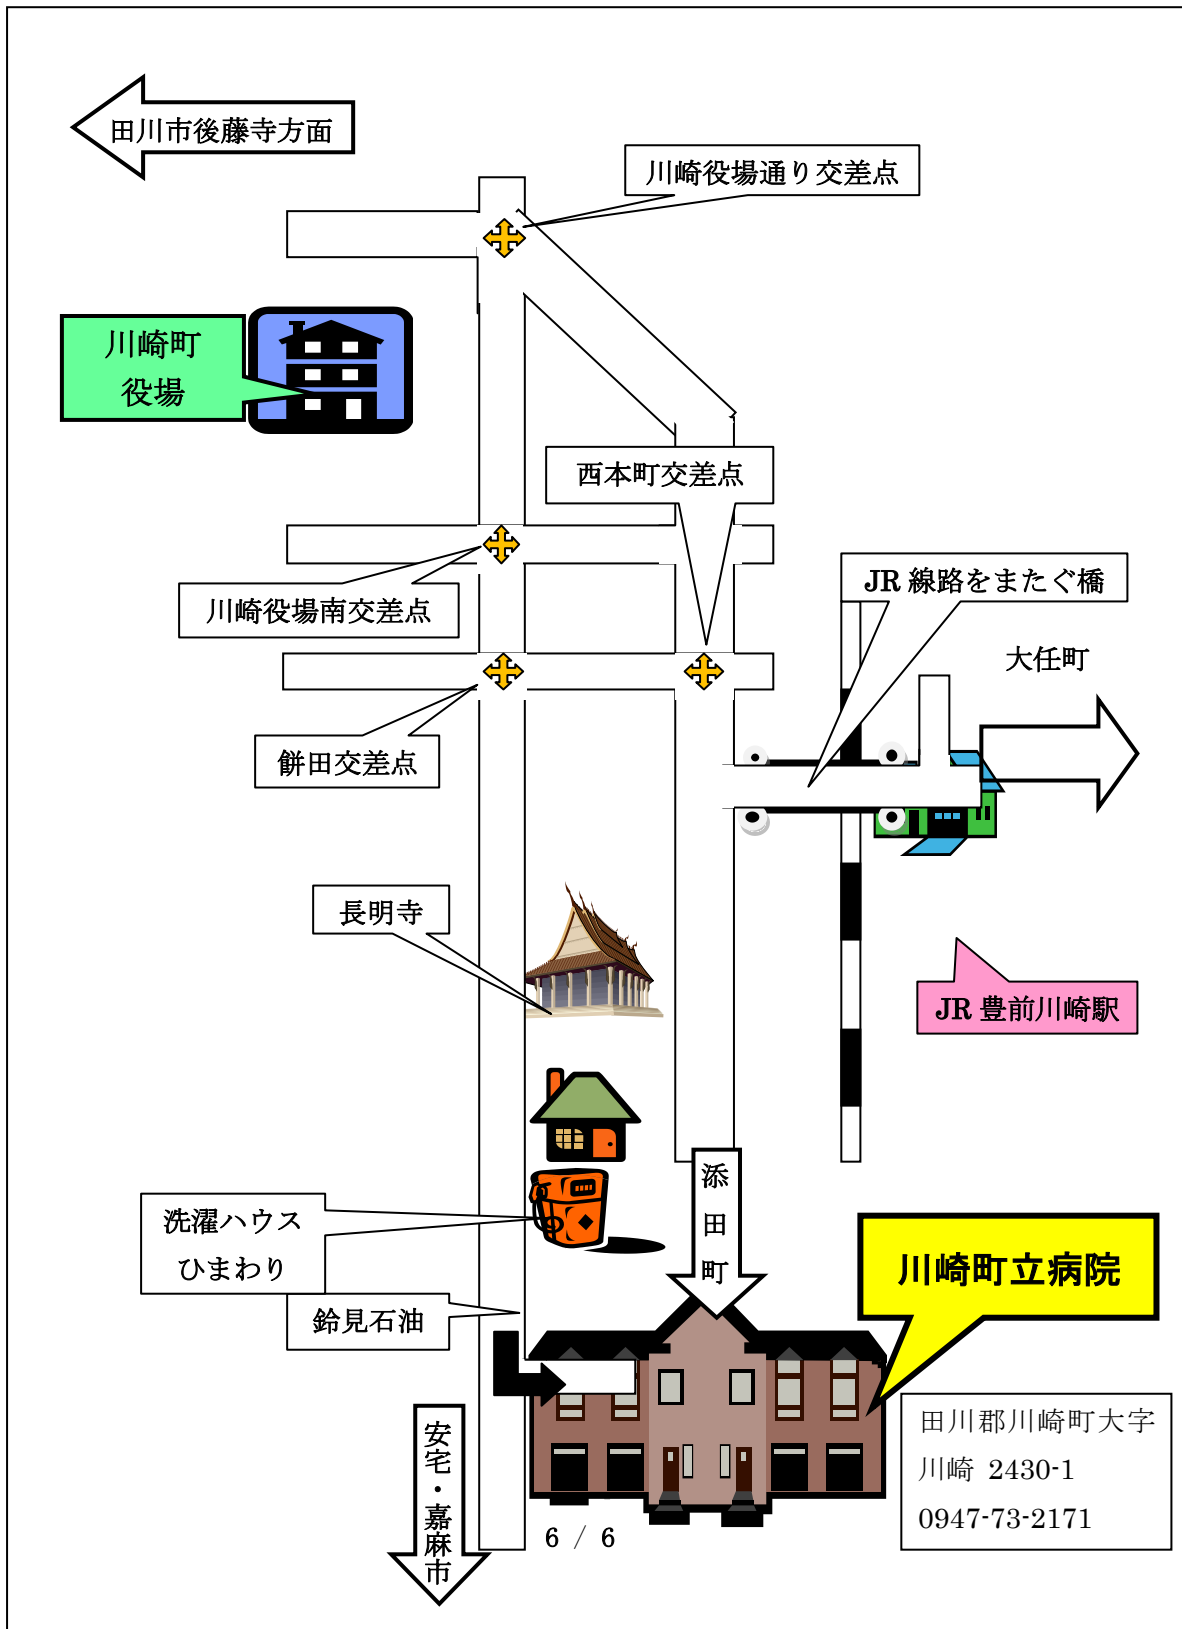 田川市後藤寺方面
川崎役場通り交差点
川崎町
役場
西本町交差点
JR 線路をまたぐ橋
川崎役場南交差点
大任町
餅田交差点
長明寺
JR 豊前川崎駅
添田町
洗濯ハウス
ひまわり
川崎町立病院
鈴見石油
田川郡川崎町大字
川崎 2430-1
0947-73-2171
安宅・嘉麻市
6 / 6